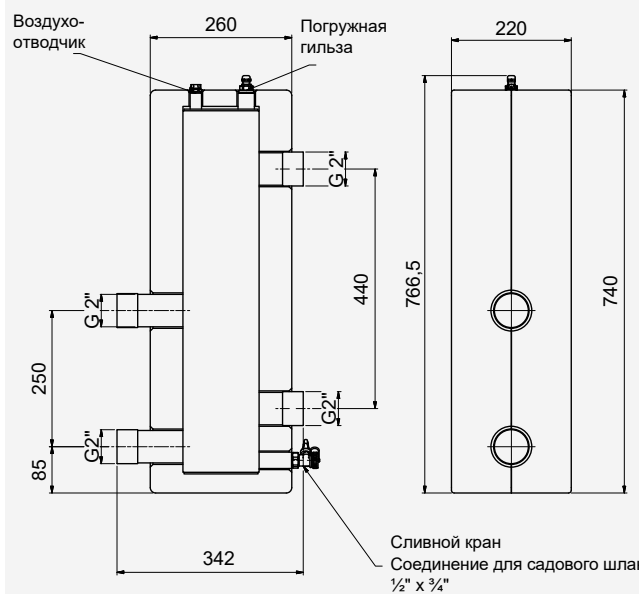 Воздухо-
отводчик
260
Погружная
гильза
220
G 2"
766,5
440
740
G 2"
250
G2"
G2"
85
342
Сливной кран
Соединение для садового
½" x ¾"